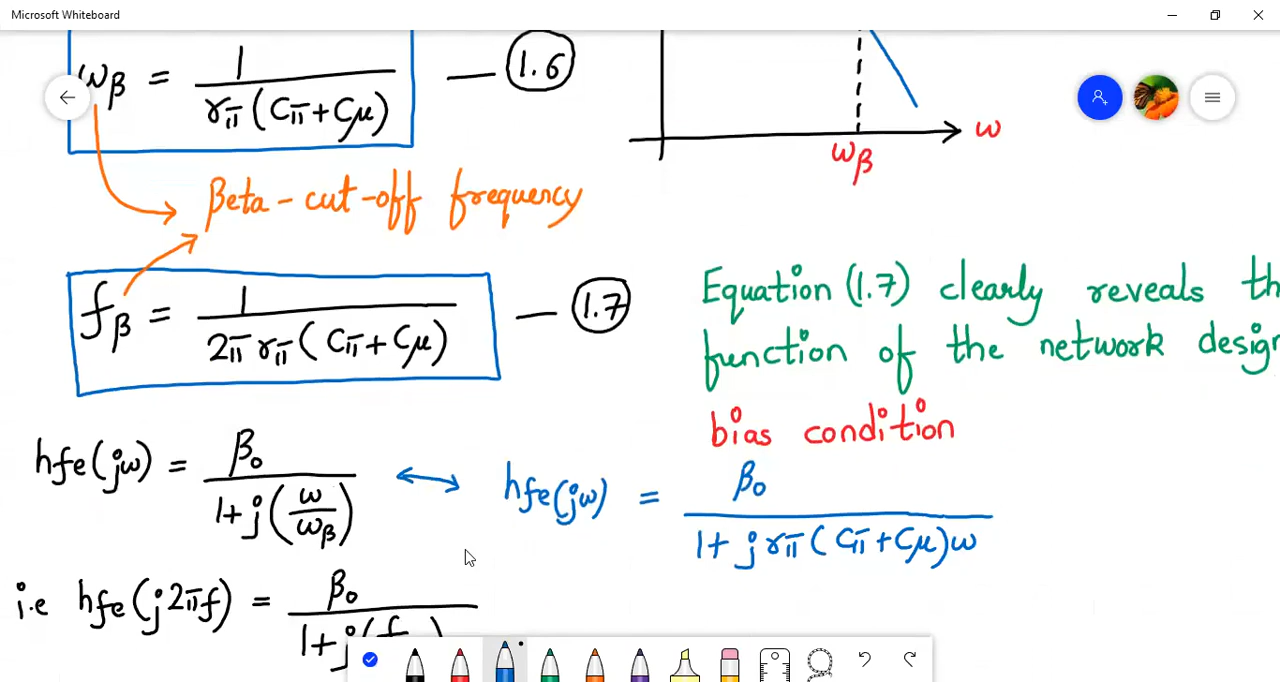 Microsoft Whiteboard
ωβ = 1 / rπ (Cπ + Cμ) — 1.6
ω
ωβ
Beta-cut-off frequency
fβ = 1 / 2π rπ (Cπ + Cμ) — 1.7
Equation (1.7) clearly reveals
function of the network design
bias condition
hfe(jω) = β₀ / 1 + j(ω/ωβ) ↔ hfe(jω) = β₀ / 1 + j rπ (Cπ + Cμ)ω
i.e hfe(j2πf) = β₀ / 1 + j(f